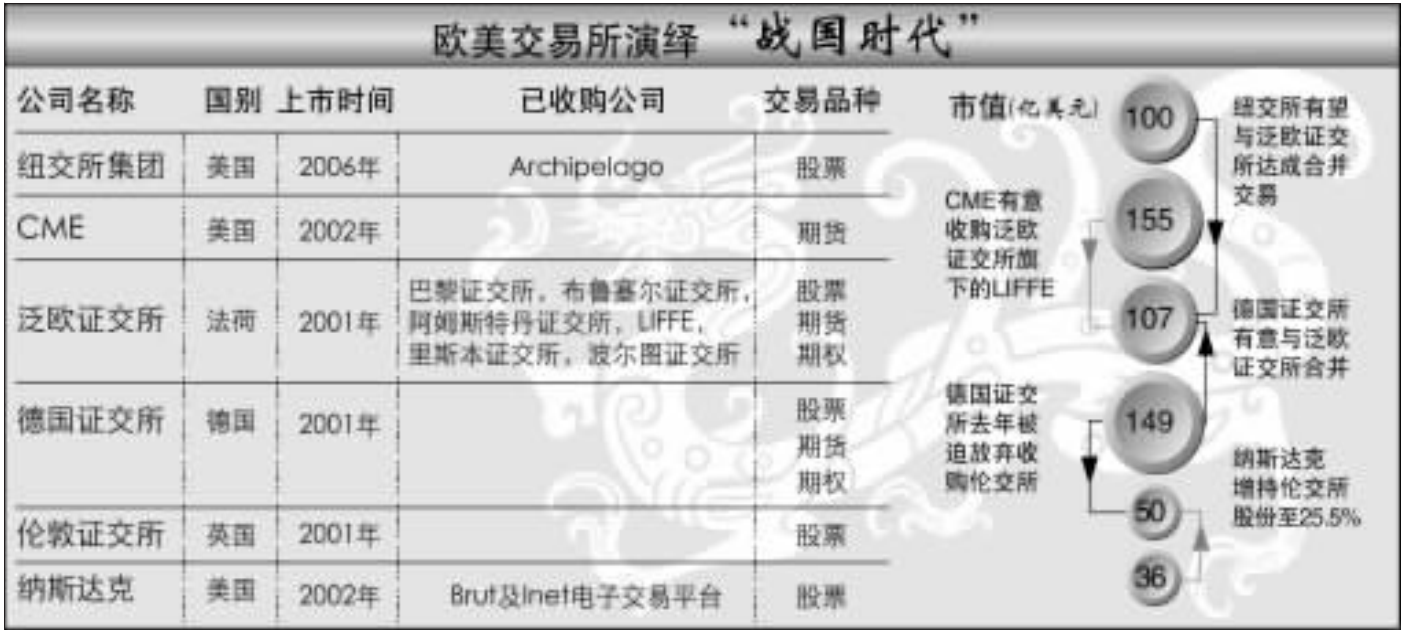 欧美交易所演绎 “战国时代”
公司名称 国别 上市时间 已收购公司 交易品种
纽交所集团 美国 2006年 Archipelago 股票
CME 美国 2002年 期货
泛欧证交所 法荷 2001年
巴黎证交所，布鲁塞尔证交所，
阿姆斯特丹证交所，LIFFE，
里斯本证交所，波尔图证交所
股票
期货
期权
德国证交所 德国 2001年
股票
期货
期权
伦敦证交所 英国 2001年 股票
纳斯达克 美国 2002年 Brut及Inet电子交易平台 股票
市值(亿美元)
100
155
107
149
50
36
纽交所有望
与泛欧证交
所达成合并
交易
CME有意
收购泛欧
证交所旗
下的LIFFE
德国证交所
有意与泛欧
证交所合并
德国证交
所去年被
迫放弃收
购伦交所
纳斯达克
增持伦交所
股份至25.5%